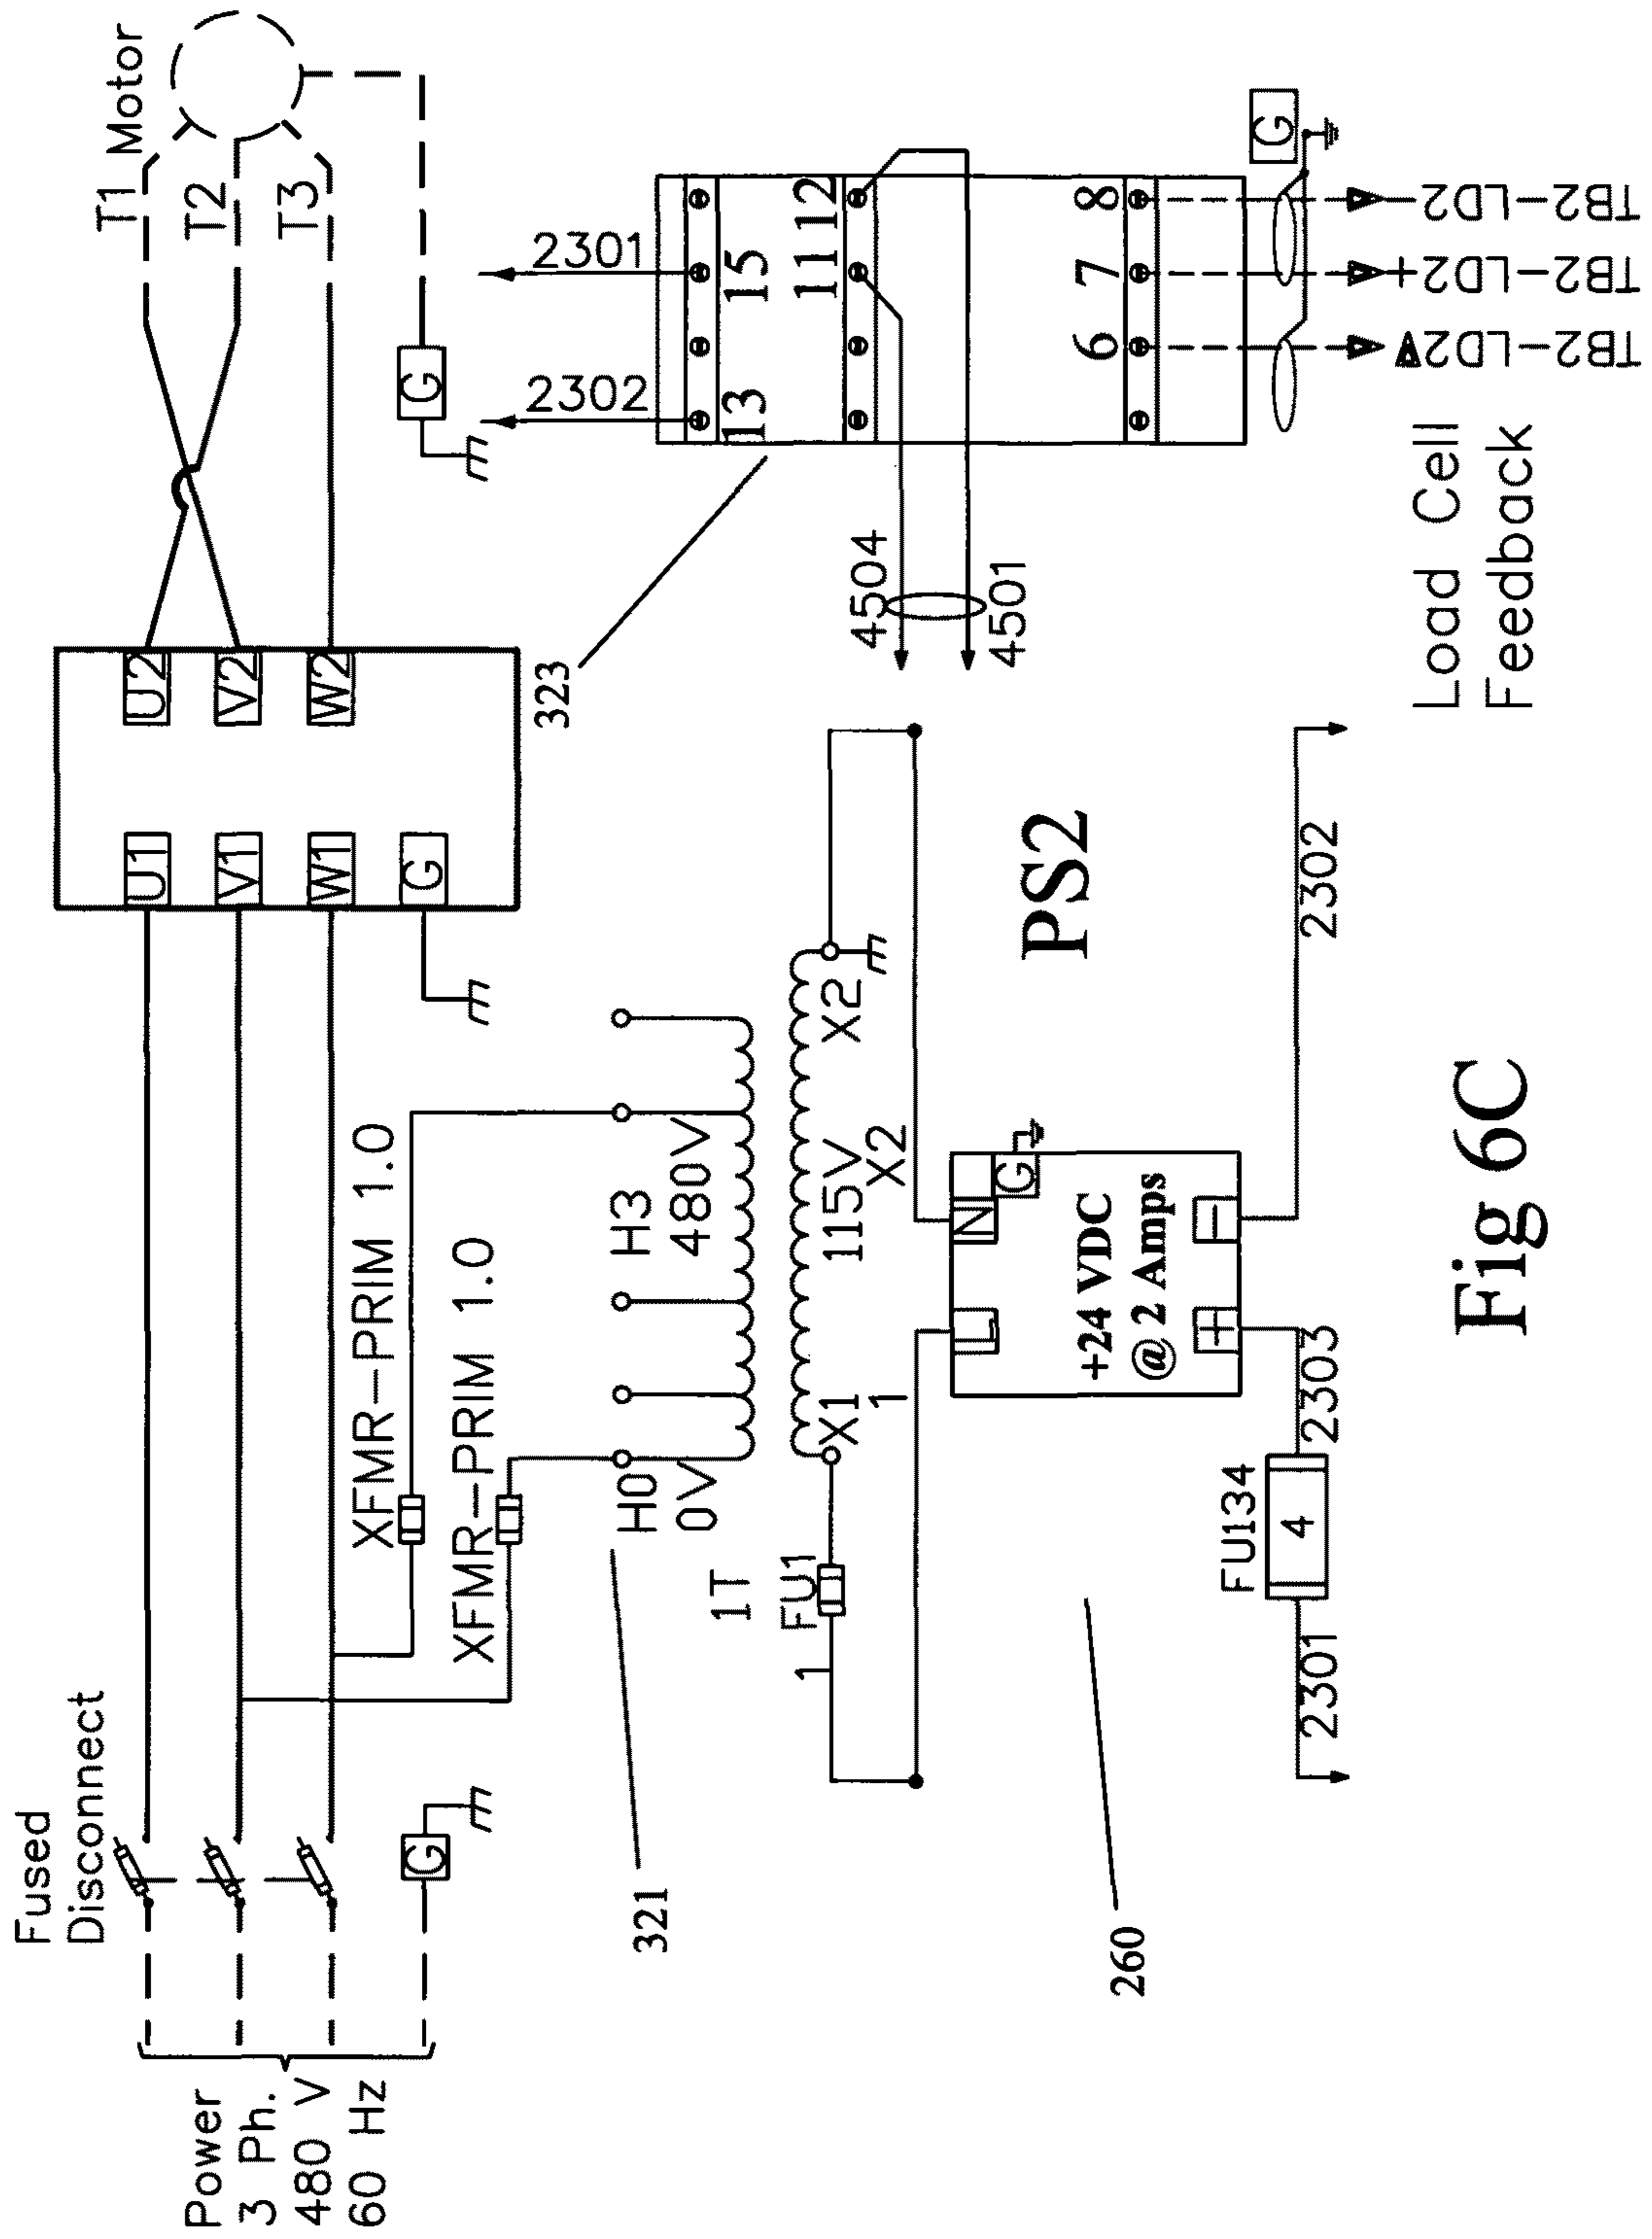 Power
3 Ph.
480 V
60 Hz
Fused
Disconnect
G
U1
V1
W1
G
U2
V2
W2
T1
T2
T3
Motor
G
XFMR-PRIM 1.0
XFMR-PRIM 1.0
321
H0
0V
H3
480V
1T
FU1
1
X1
1
115V
X2
X2
323
2302
2301
13
15
11
12
4504
4501
6
7
8
G
TB2-LD2
TB2-LD2+
TB2-LD2-
Load Cell
Feedback
PS2
260
L
N
G
+24 VDC
@ 2 Amps
+
-
FU134
4
2301
2303
2302
Fig 6C